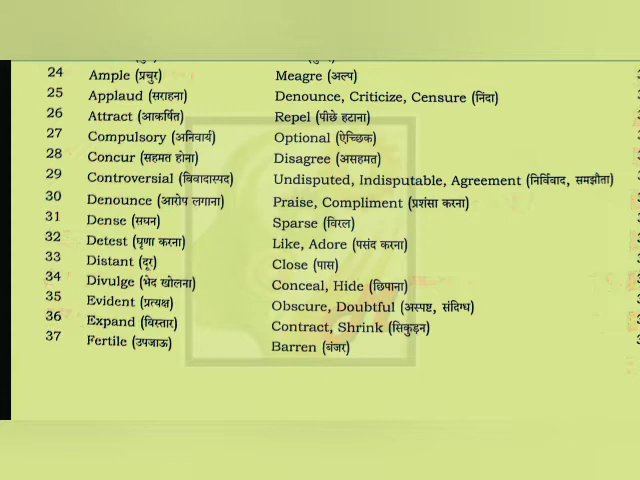 24 Ample (प्रचुर) Meagre (अल्प)
25 Applaud (सराहना) Denounce, Criticize, Censure (निंदा)
26 Attract (आकर्षित) Repel (पीछे हटाना)
27 Compulsory (अनिवार्य) Optional (ऐच्छिक)
28 Concur (सहमत होना) Disagree (असहमत)
29 Controversial (विवादास्पद) Undisputed, Indisputable, Agreement (निर्विवाद, समझौता)
30 Denounce (आरोप लगाना) Praise, Compliment (प्रशंसा करना)
31 Dense (सघन) Sparse (विरल)
32 Detest (घृणा करना) Like, Adore (पसंद करना)
33 Distant (दूर) Close (पास)
34 Divulge (भेद खोलना) Conceal, Hide (छिपाना)
35 Evident (प्रत्यक्ष) Obscure, Doubtful (अस्पष्ट, संदिग्ध)
36 Expand (विस्तार) Contract, Shrink (सिकुड़न)
37 Fertile (उपजाऊ) Barren (बंजर)